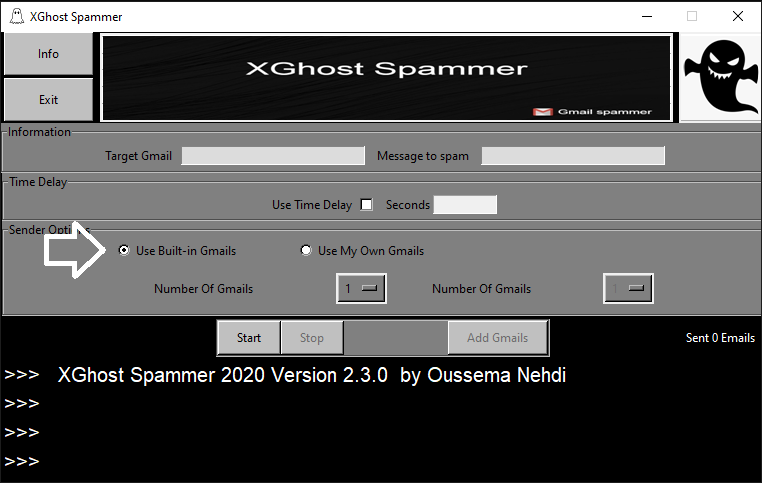 XGhost Spammer
Info
Exit
XGhost Spammer
Gmail spammer
Information
Target Gmail Message to spam
Time Delay
Use Time Delay Seconds
Sender Options
Use Built-in Gmails Use My Own Gmails
Number Of Gmails 1 Number Of Gmails 1
Start Stop Add Gmails Sent 0 Emails
>>> XGhost Spammer 2020 Version 2.3.0 by Oussema Nehdi
>>>
>>>
>>>